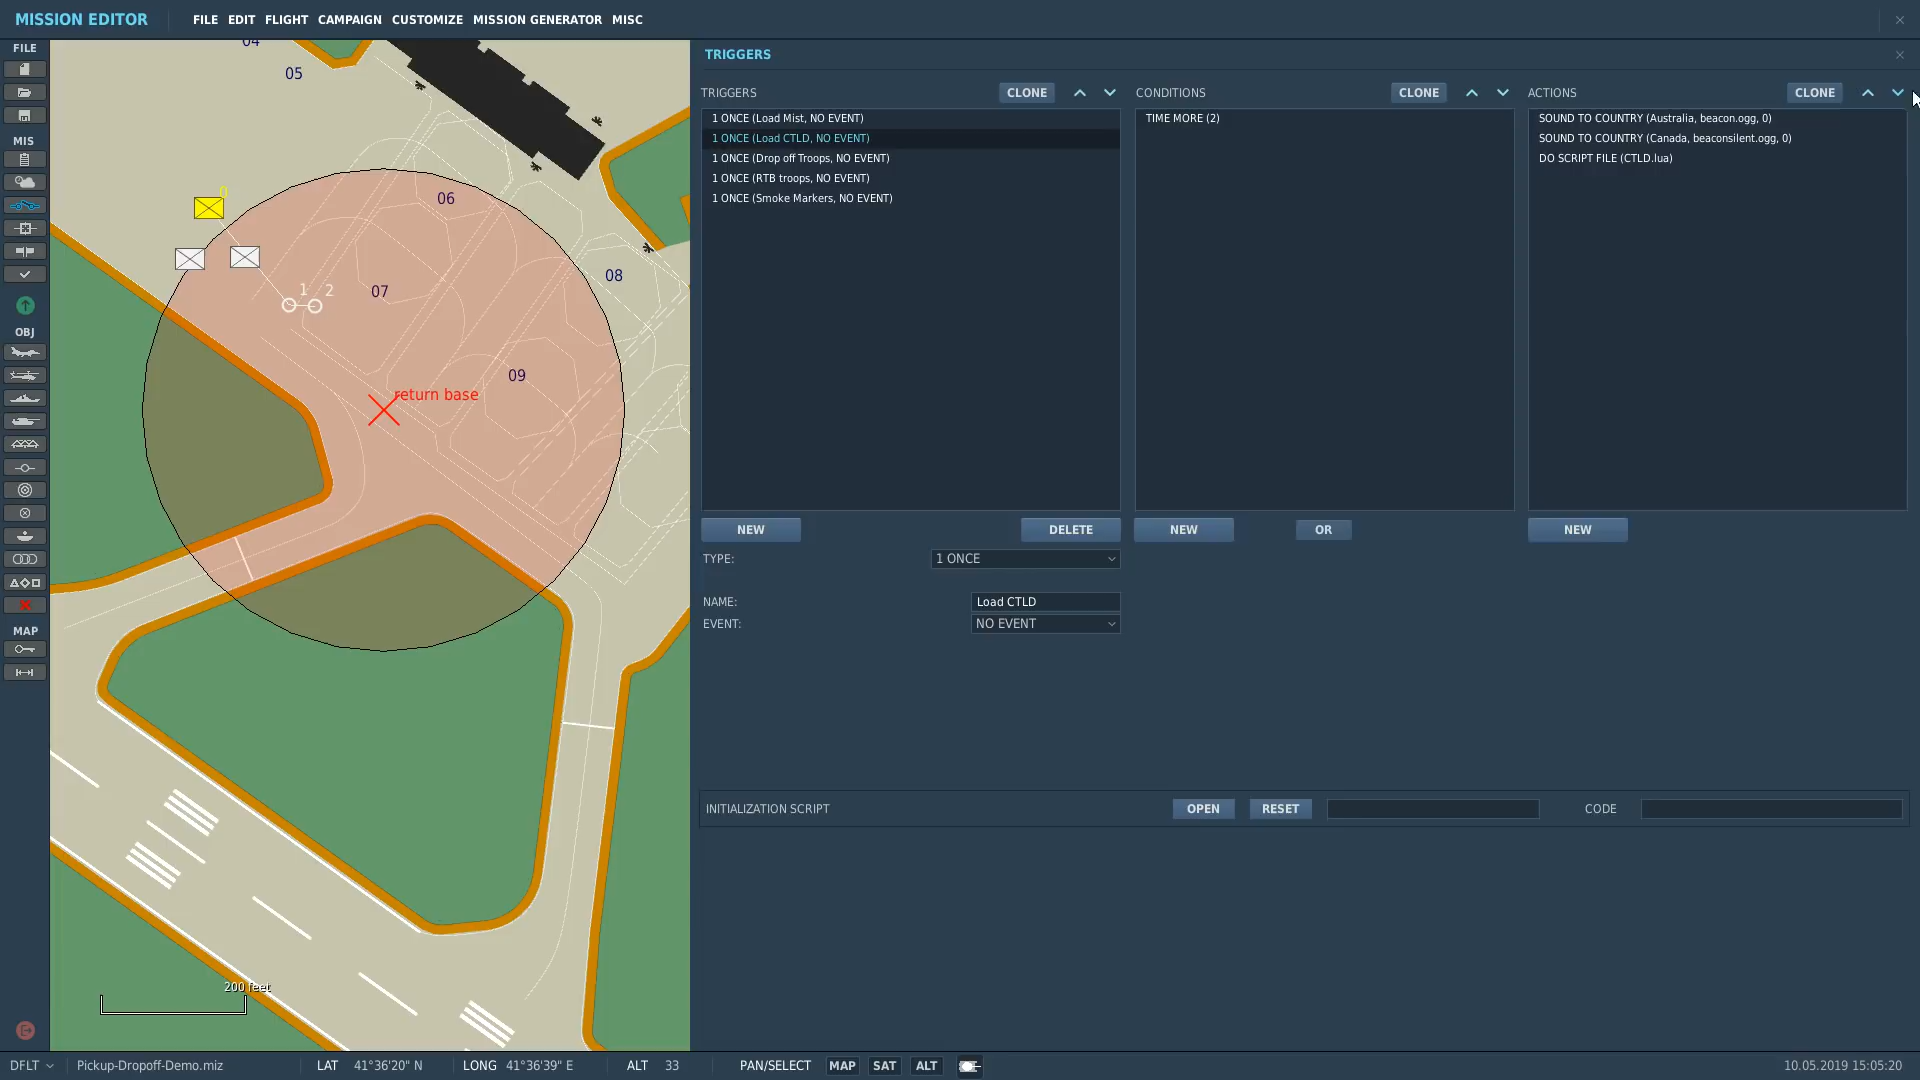 MISSION EDITOR
FILE EDIT FLIGHT CAMPAIGN CUSTOMIZE MISSION GENERATOR MISC
FILE
MIS
OBJ
MAP
04
05
06
07
08
09
0
1 2
return base
200 feet
TRIGGERS
TRIGGERS CLONE
1 ONCE (Load Mist, NO EVENT)
1 ONCE (Load CTLD, NO EVENT)
1 ONCE (Drop off Troops, NO EVENT)
1 ONCE (RTB troops, NO EVENT)
1 ONCE (Smoke Markers, NO EVENT)
NEW DELETE
TYPE: 1 ONCE
NAME: Load CTLD
EVENT: NO EVENT
CONDITIONS CLONE
TIME MORE (2)
NEW OR
ACTIONS CLONE
SOUND TO COUNTRY (Australia, beacon.ogg, 0)
SOUND TO COUNTRY (Canada, beaconsilent.ogg, 0)
DO SCRIPT FILE (CTLD.lua)
NEW
INITIALIZATION SCRIPT OPEN RESET CODE
DFLT Pickup-Dropoff-Demo.miz LAT 41°36'20" N LONG 41°36'39" E ALT 33 PAN/SELECT MAP SAT ALT 10.05.2019 15:05:20